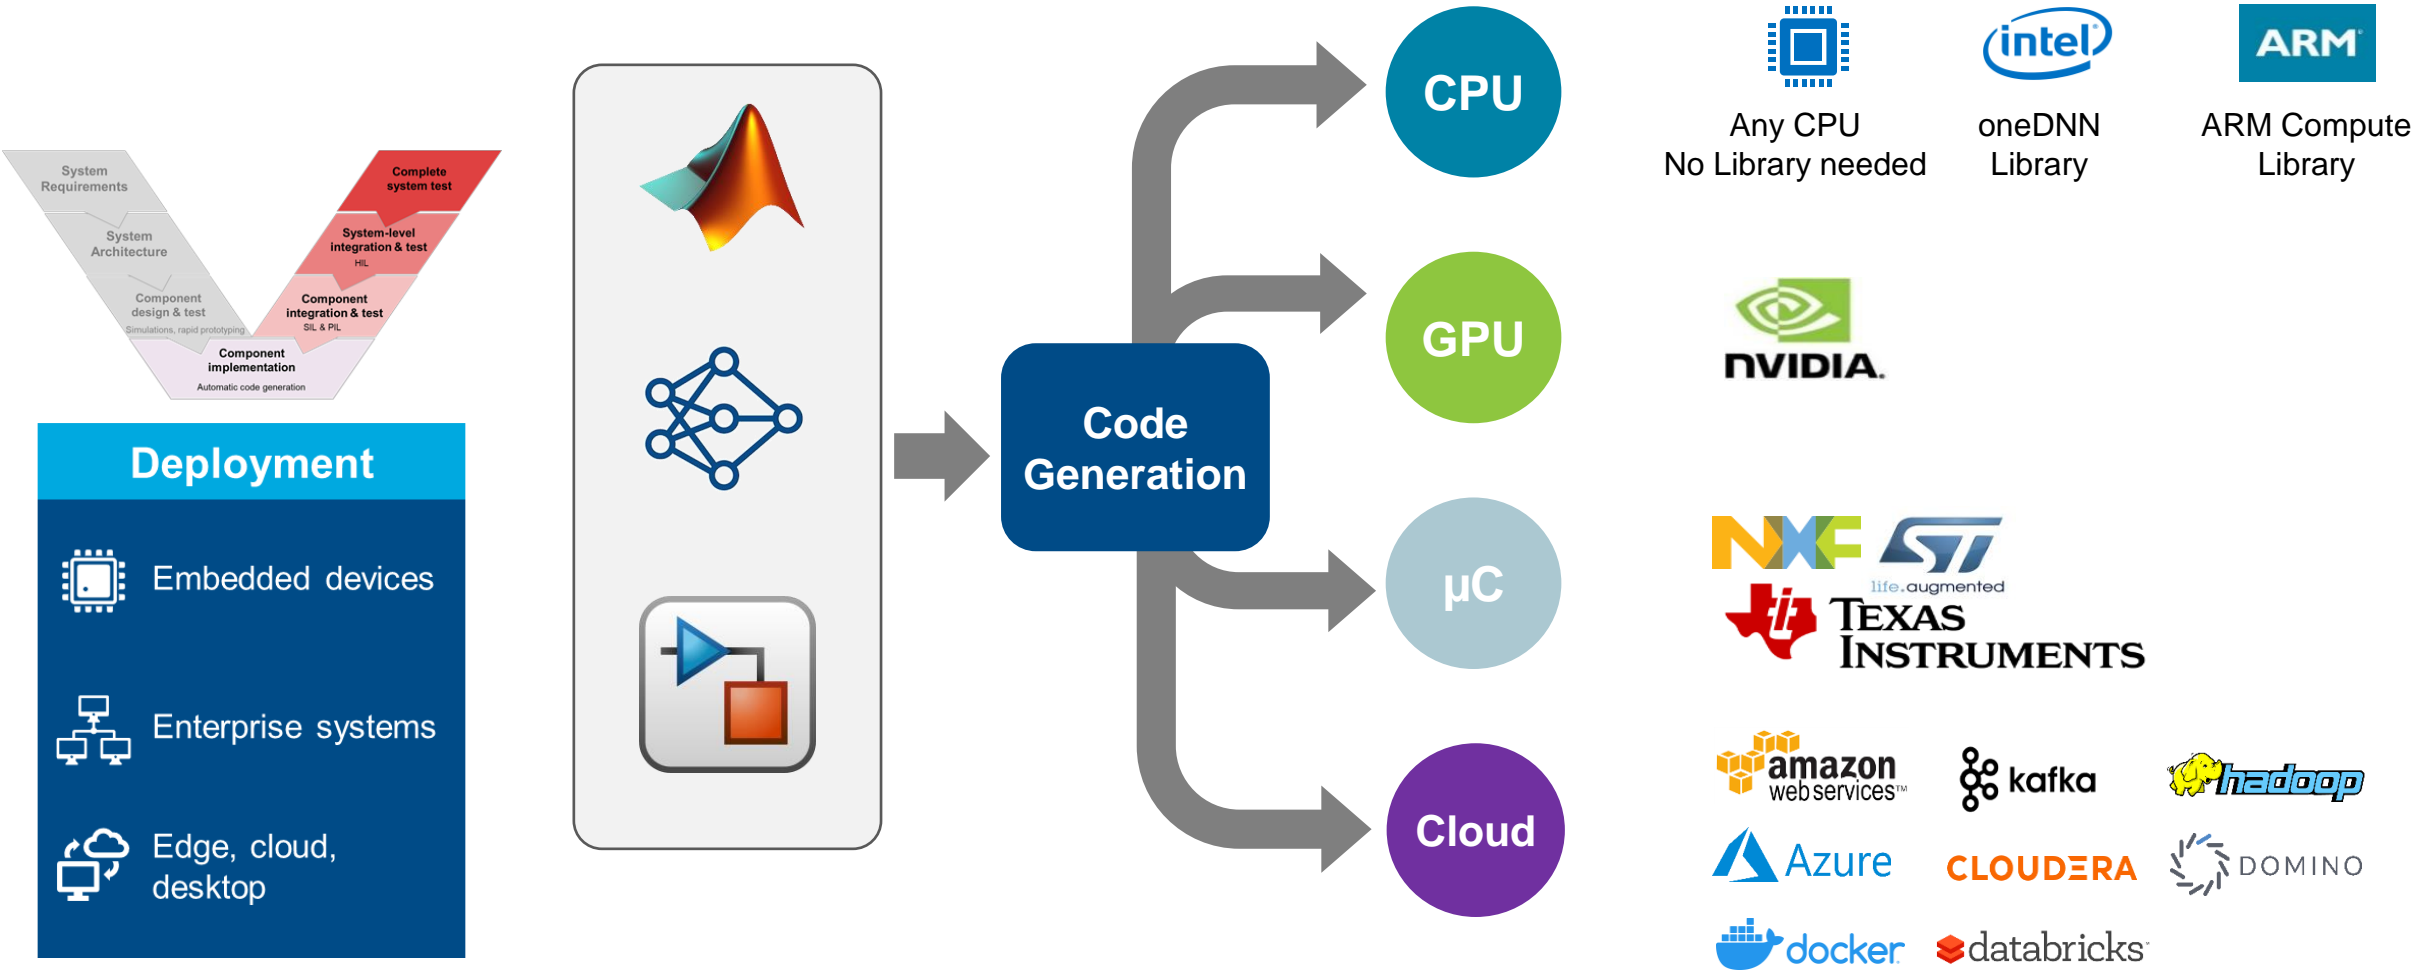 System
Requirements
System
Architecture
Component
design & test
Simulations, rapid prototyping
Component
implementation
Automatic code generation
Complete
system test
System-level
integration & test
HIL
Component
integration & test
SIL & PIL
Deployment
Embedded devices
Enterprise systems
Edge, cloud,
desktop
Code
Generation
CPU
GPU
µC
Cloud
intel
ARM
Any CPU
No Library needed
oneDNN
Library
ARM Compute
Library
NVIDIA.
NXP
ST
life.augmented
TEXAS
INSTRUMENTS
amazon
web services™
kafka
hadoop
Azure
CLOUDERA
DOMINO
docker
databricks